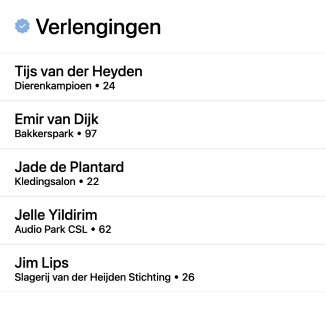 Verlengingen
Tijs van der Heyden
Dierenkampioen • 24
Emir van Dijk
Bakkerspark • 97
Jade de Plantard
Kledingsalon • 22
Jelle Yildirim
Audio Park CSL • 62
Jim Lips
Slagerij van der Heijden Stichting • 26